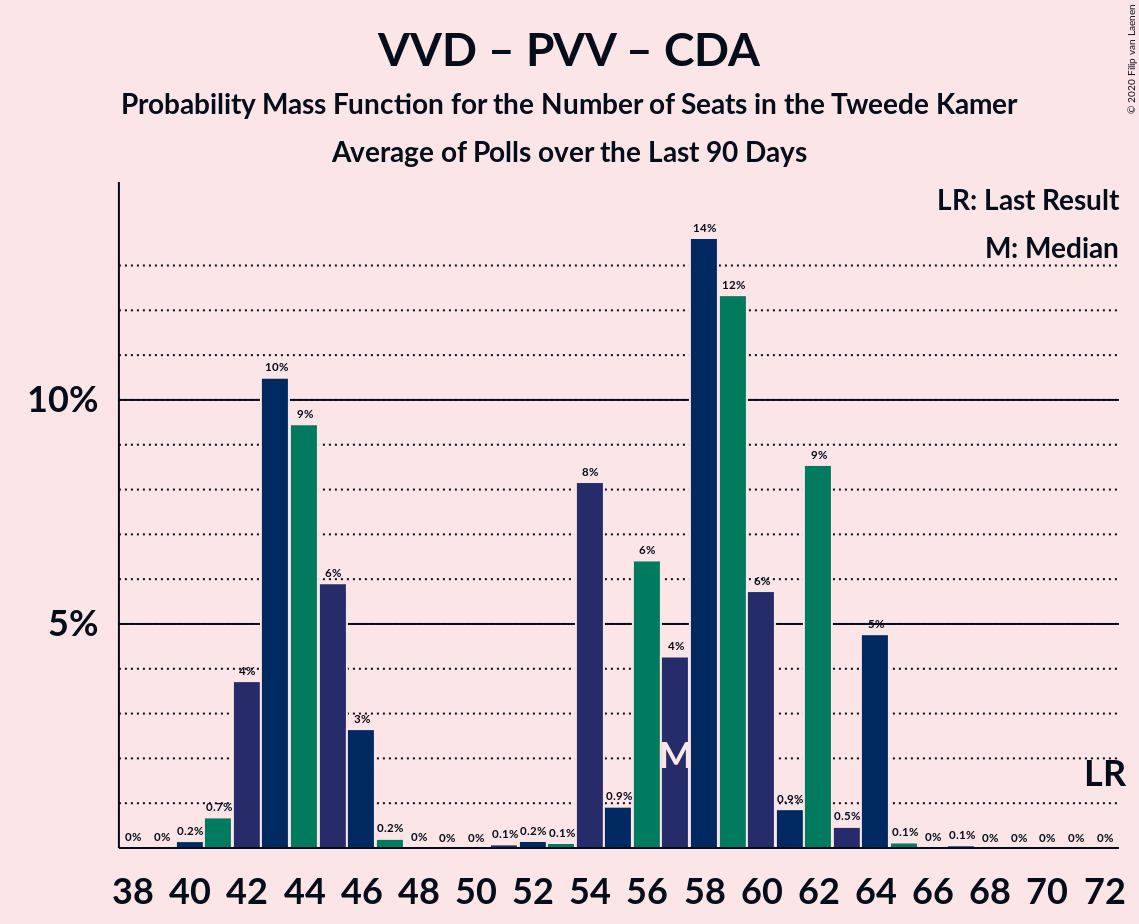 VVD – PVV – CDA
Probability Mass Function for the Number of Seats in the Tweede Kamer
Average of Polls over the Last 90 Days
© 2020 Filip van Laenen
LR: Last Result
M: Median
10%
5%
0% 0% 0.2% 0.7% 4% 10% 9% 6% 3% 0.2% 0% 0% 0% 0.1% 0.2% 0.1% 8% 0.9% 6% 4% 14% 12% 6% 0.9% 9% 0.5% 5% 0.1% 0% 0.1% 0% 0% 0% 0% 0%
M
LR
38 40 42 44 46 48 50 52 54 56 58 60 62 64 66 68 70 72